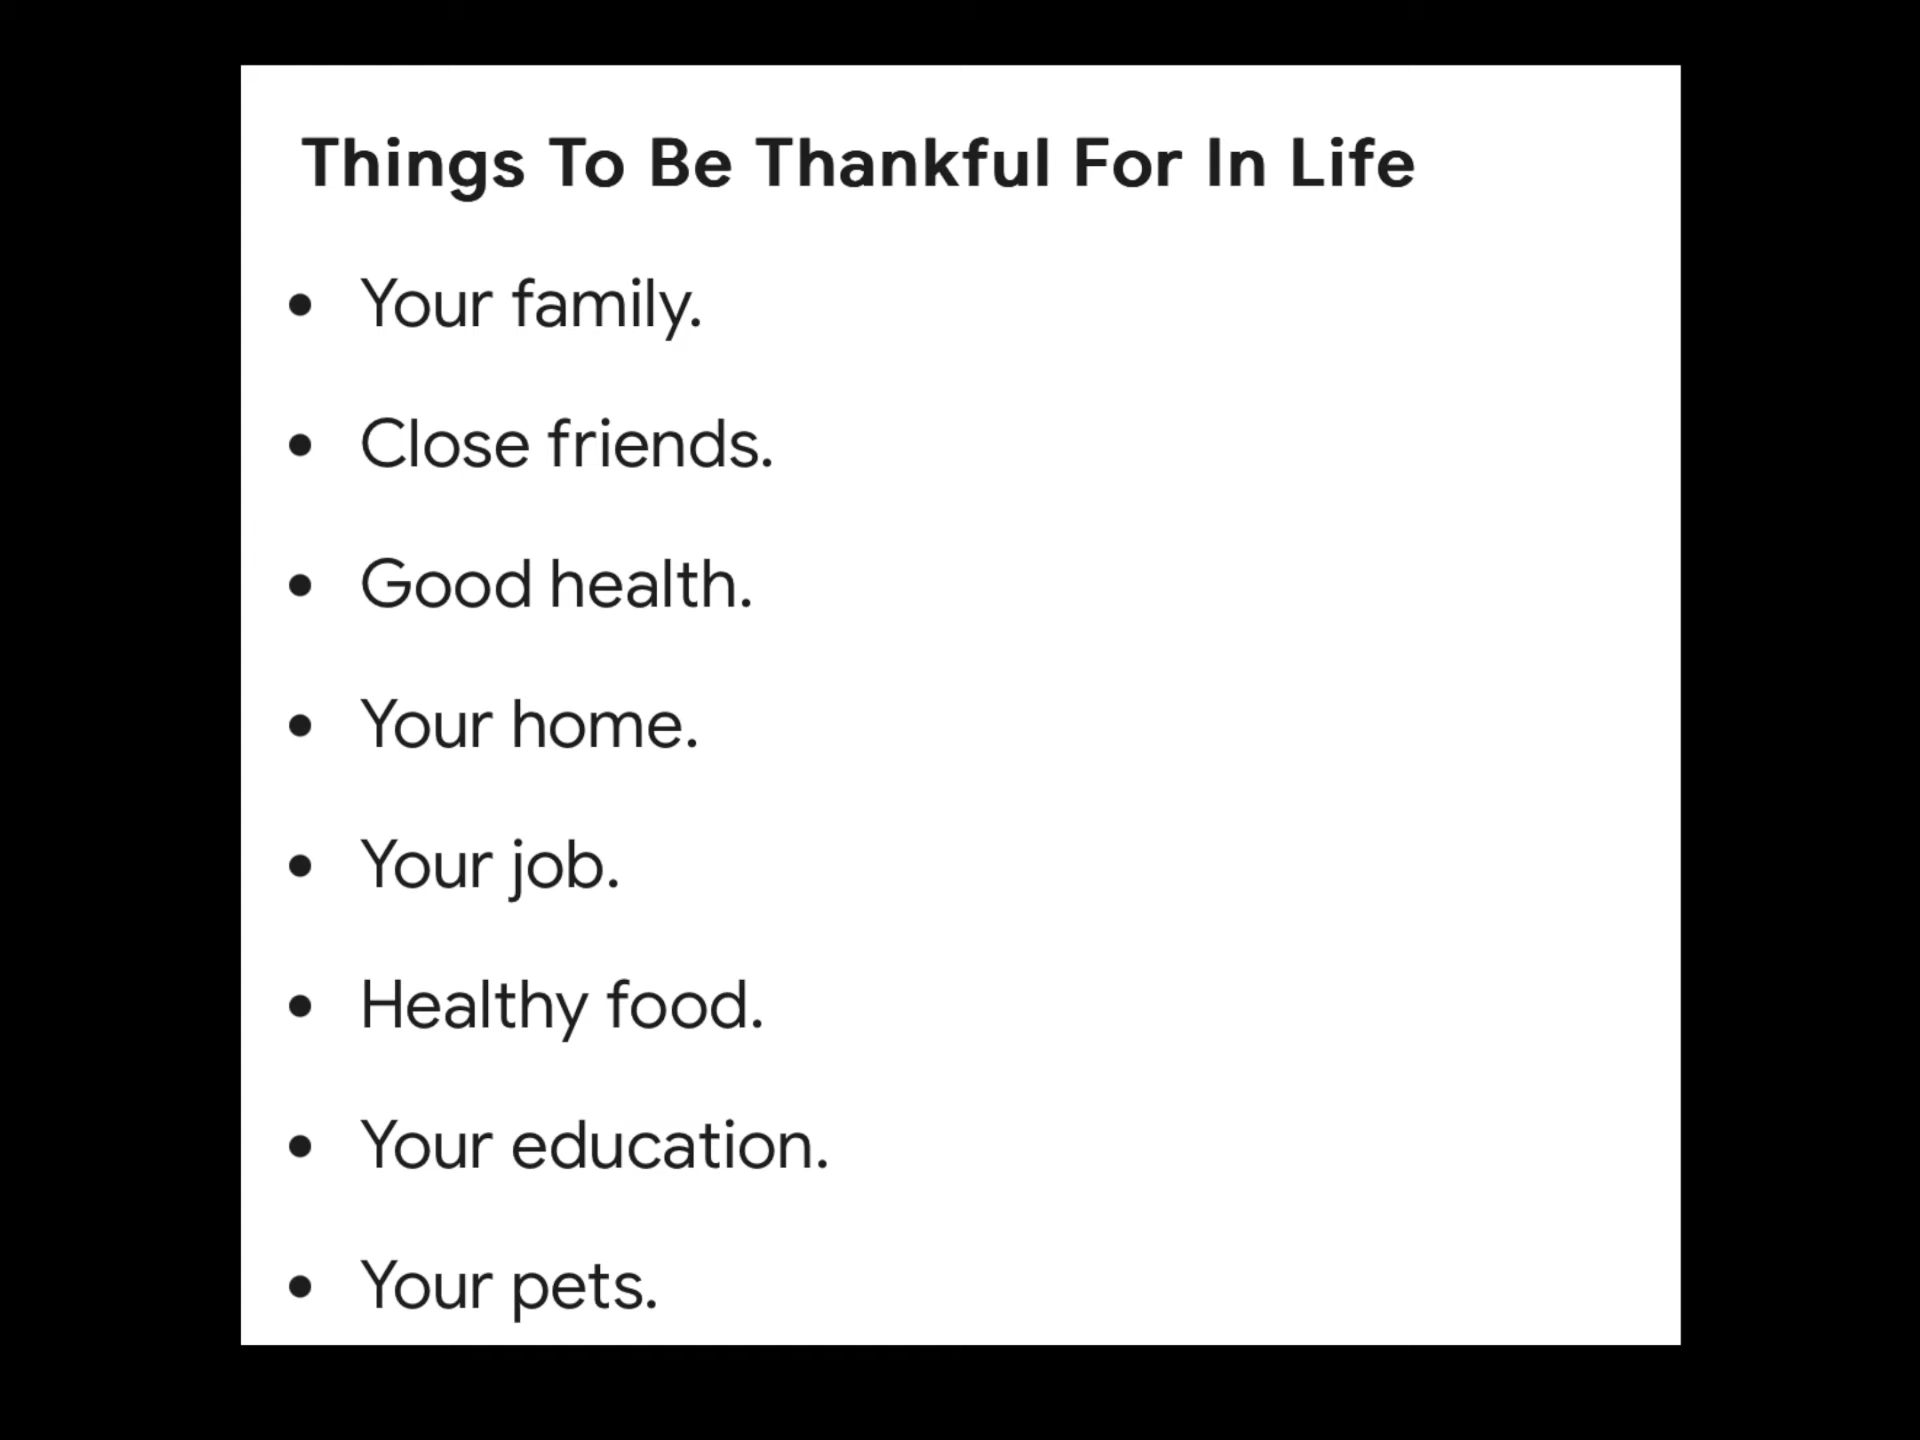 Things To Be Thankful For In Life
• Your family.
• Close friends.
• Good health.
• Your home.
• Your job.
• Healthy food.
• Your education.
• Your pets.